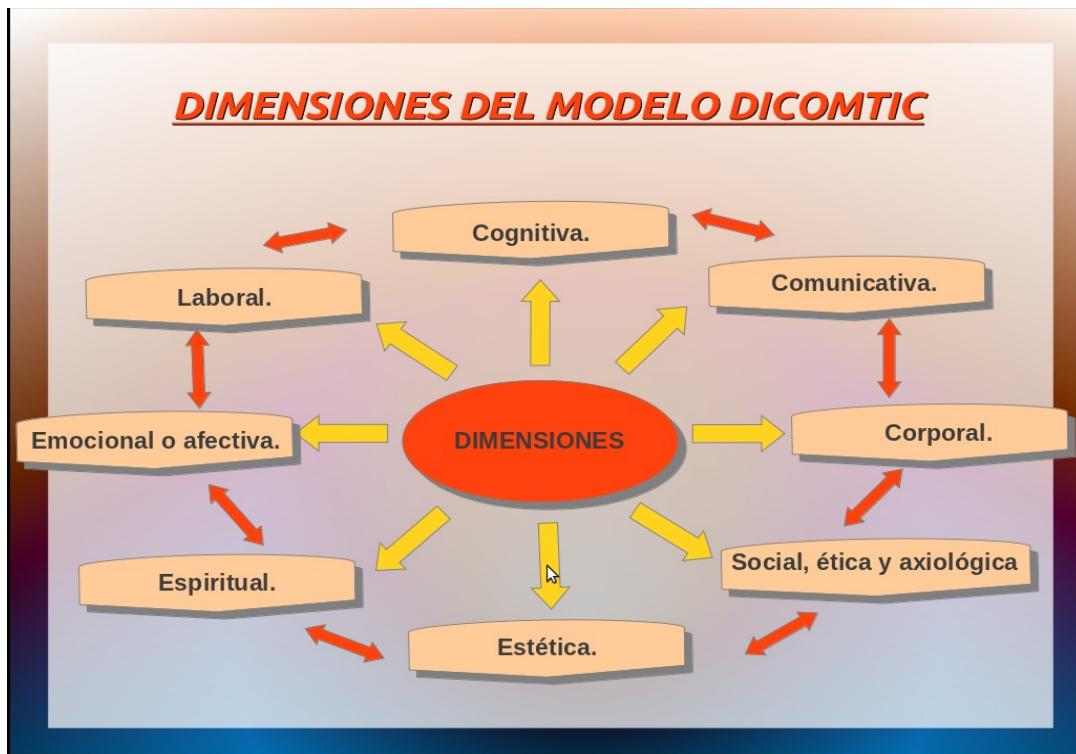 DIMENSIONES DEL MODELO DICOMTIC
Cognitiva.
Laboral.
Comunicativa.
Emocional o afectiva.
DIMENSIONES
Corporal.
Espiritual.
Social, ética y axiológica
Estética.